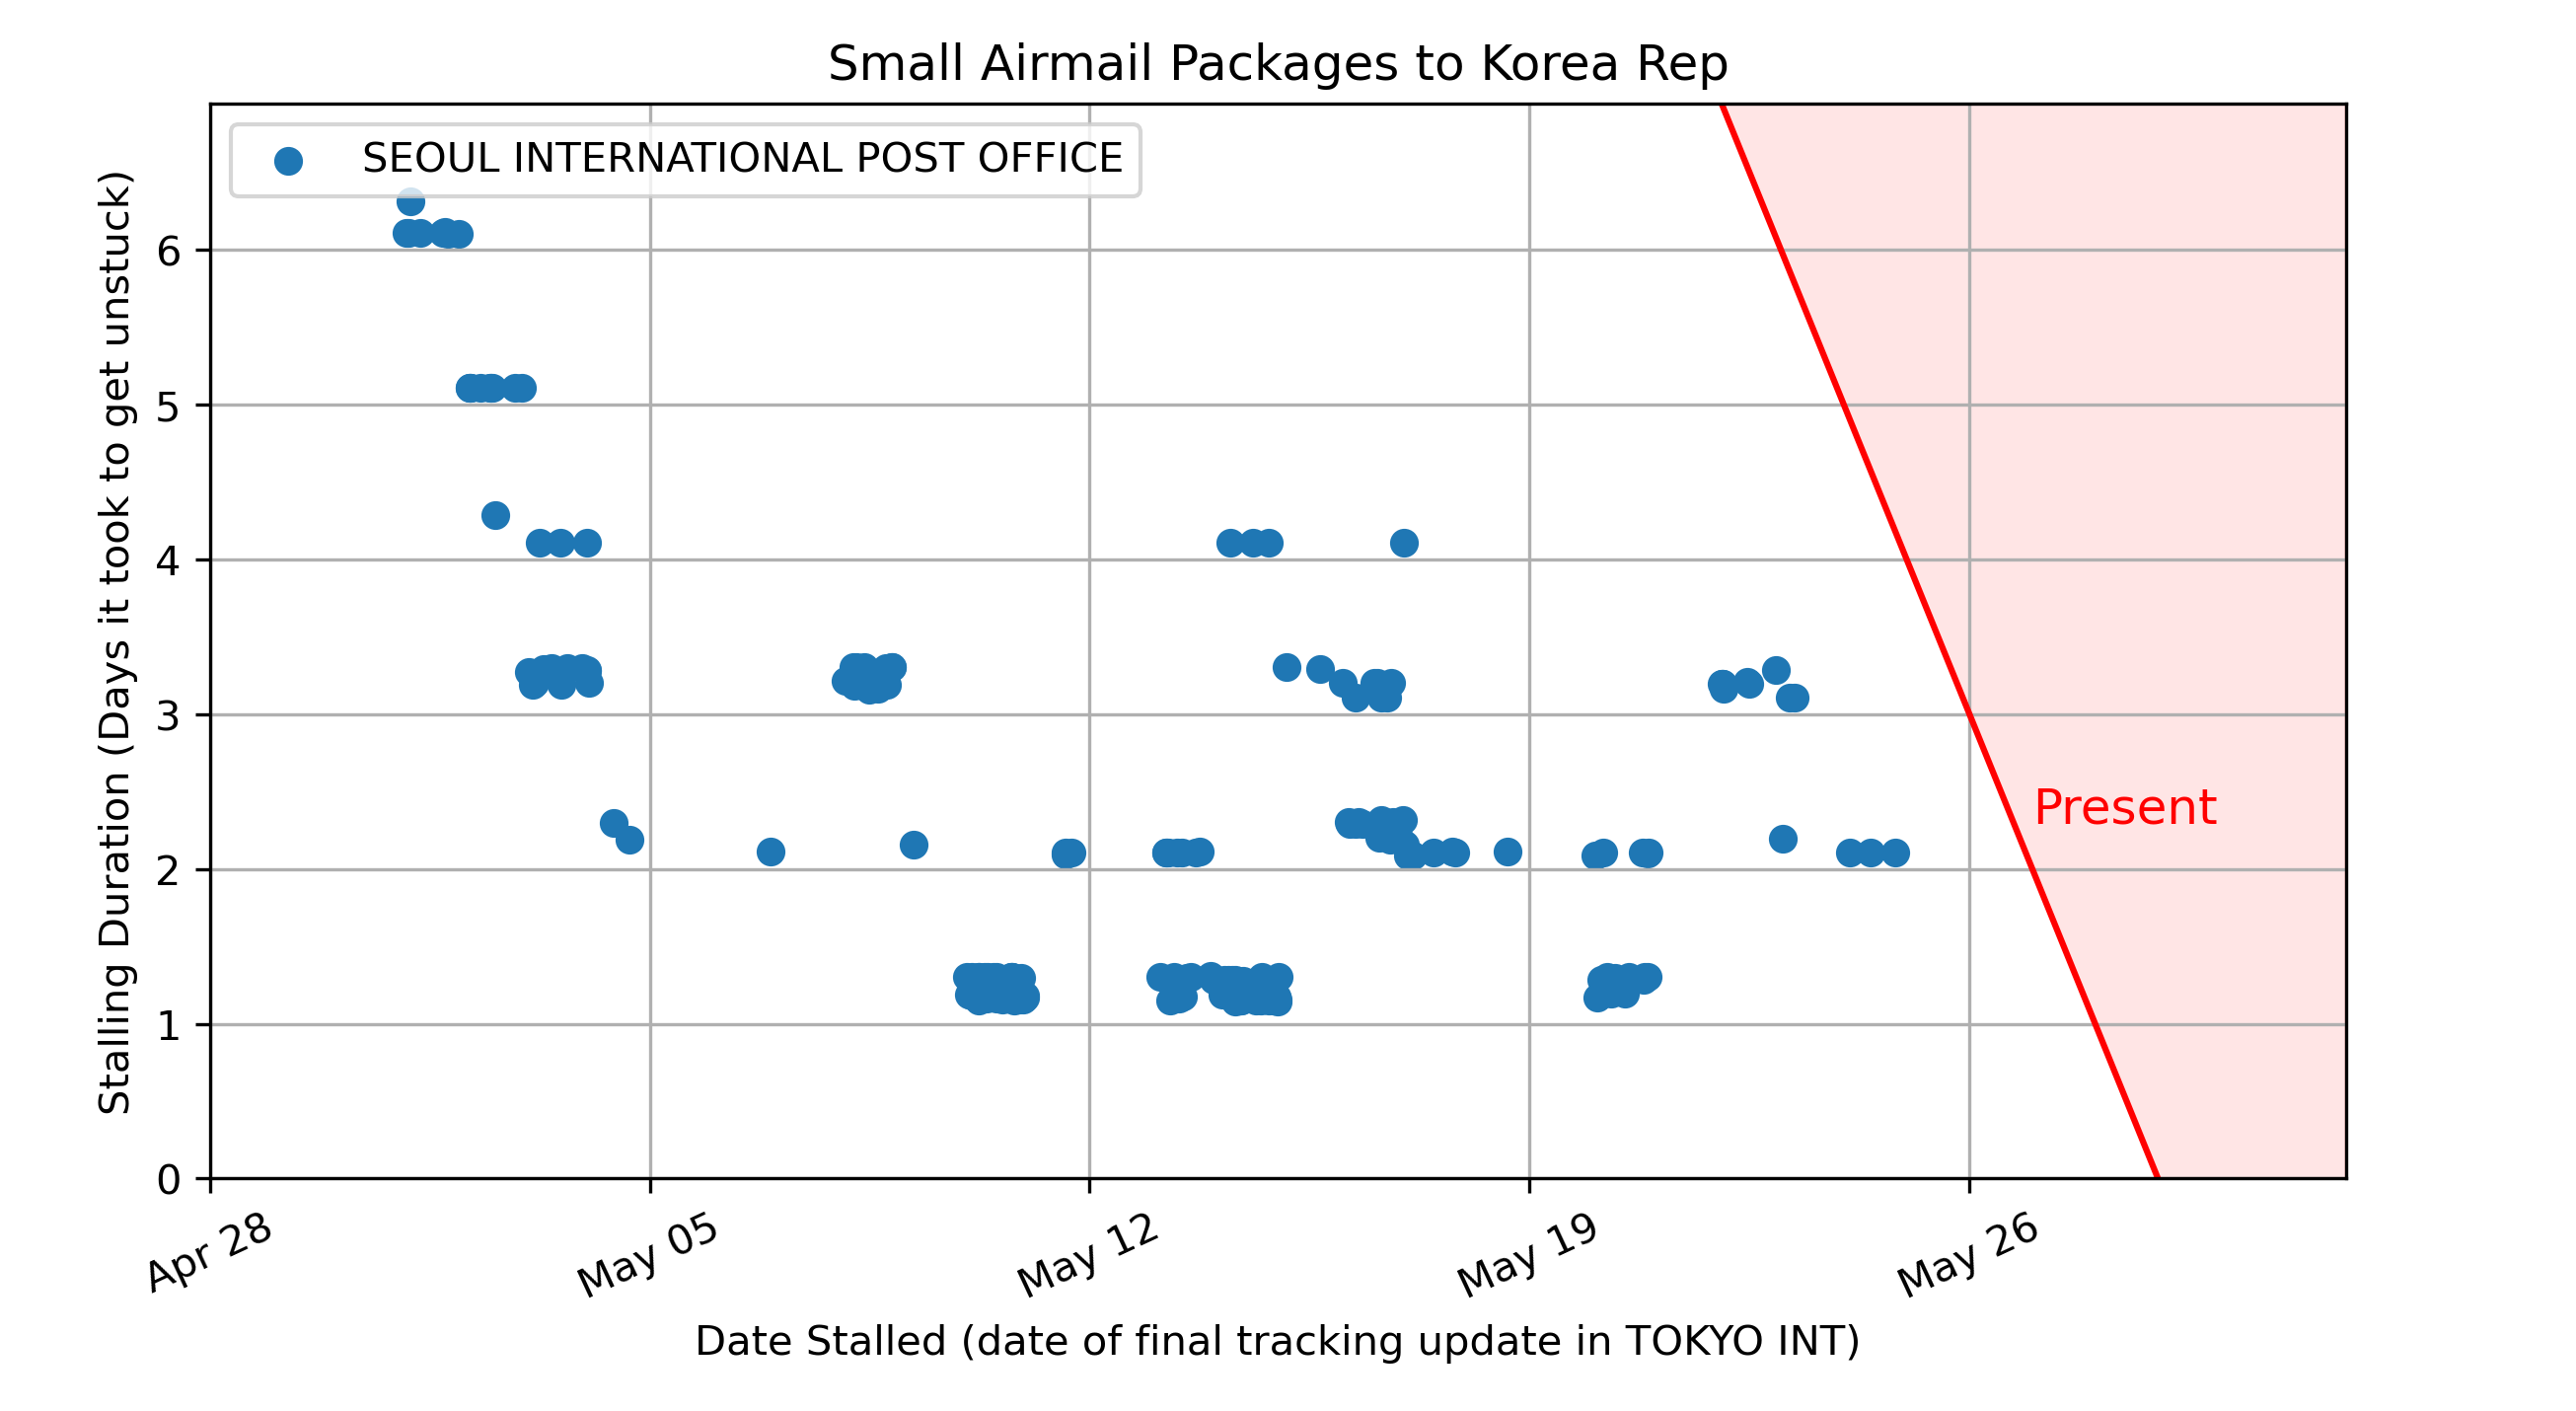 Small Airmail Packages to Korea Rep
SEOUL INTERNATIONAL POST OFFICE
Stalling Duration (Days it took to get unstuck)
6
5
4
3
2
1
0
Present
Apr 28
May 05
May 12
May 19
May 26
Date Stalled (date of final tracking update in TOKYO INT)